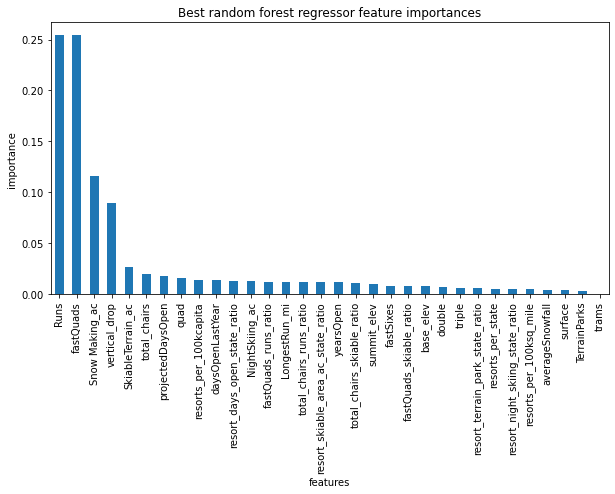 Best random forest regressor feature importances
importance
0.25
0.20
0.15
0.10
0.05
0.00
Runs
fastQuads
Snow Making_ac
vertical_drop
SkiableTerrain_ac
total_chairs
projectedDaysOpen
quad
resorts_per_100kcapita
daysOpenLastYear
resort_days_open_state_ratio
NightSkiing_ac
fastQuads_runs_ratio
LongestRun_mi
total_chairs_runs_ratio
resort_skiable_area_ac_state_ratio
yearsOpen
total_chairs_skiable_ratio
summit_elev
fastSixes
fastQuads_skiable_ratio
base_elev
double
triple
resort_terrain_park_state_ratio
resorts_per_state
resort_night_skiing_state_ratio
resorts_per_100ksq_mile
averageSnowfall
surface
TerrainParks
trams
features